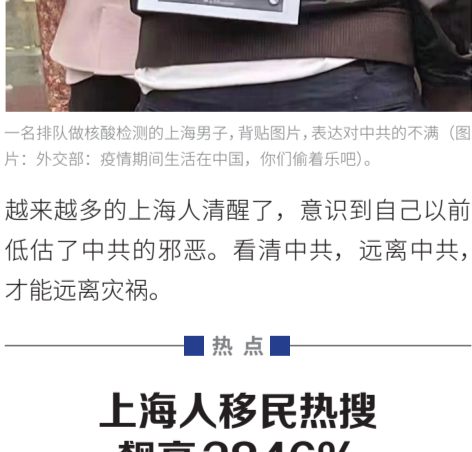 一名排队做核酸检测的上海男子，背贴图片，表达对中共的不满（图
片：外交部：疫情期间生活在中国，你们偷着乐吧）。
越来越多的上海人清醒了，意识到自己以前
低估了中共的邪恶。看清中共，远离中共，
才能远离灾祸。
热点
上海人移民热搜